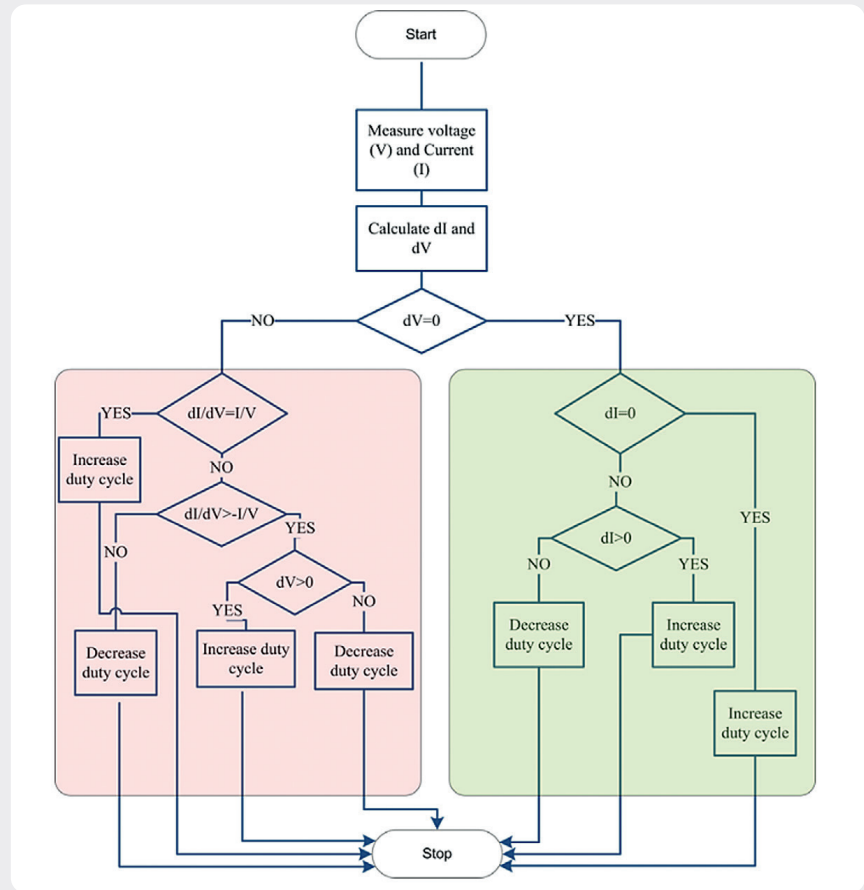 Start
Measure voltage
(V) and Current
(I)
Calculate dI and
dV
dV=0
NO
YES
dI/dV=I/V
YES
NO
Increase
duty cycle
dI/dV>-I/V
NO
YES
dV>0
YES
NO
Decrease
duty cycle
Increase duty
cycle
Decrease
duty cycle
dI=0
NO
YES
dI>0
NO
YES
Decrease
duty cycle
Increase
duty cycle
Increase
duty cycle
Stop